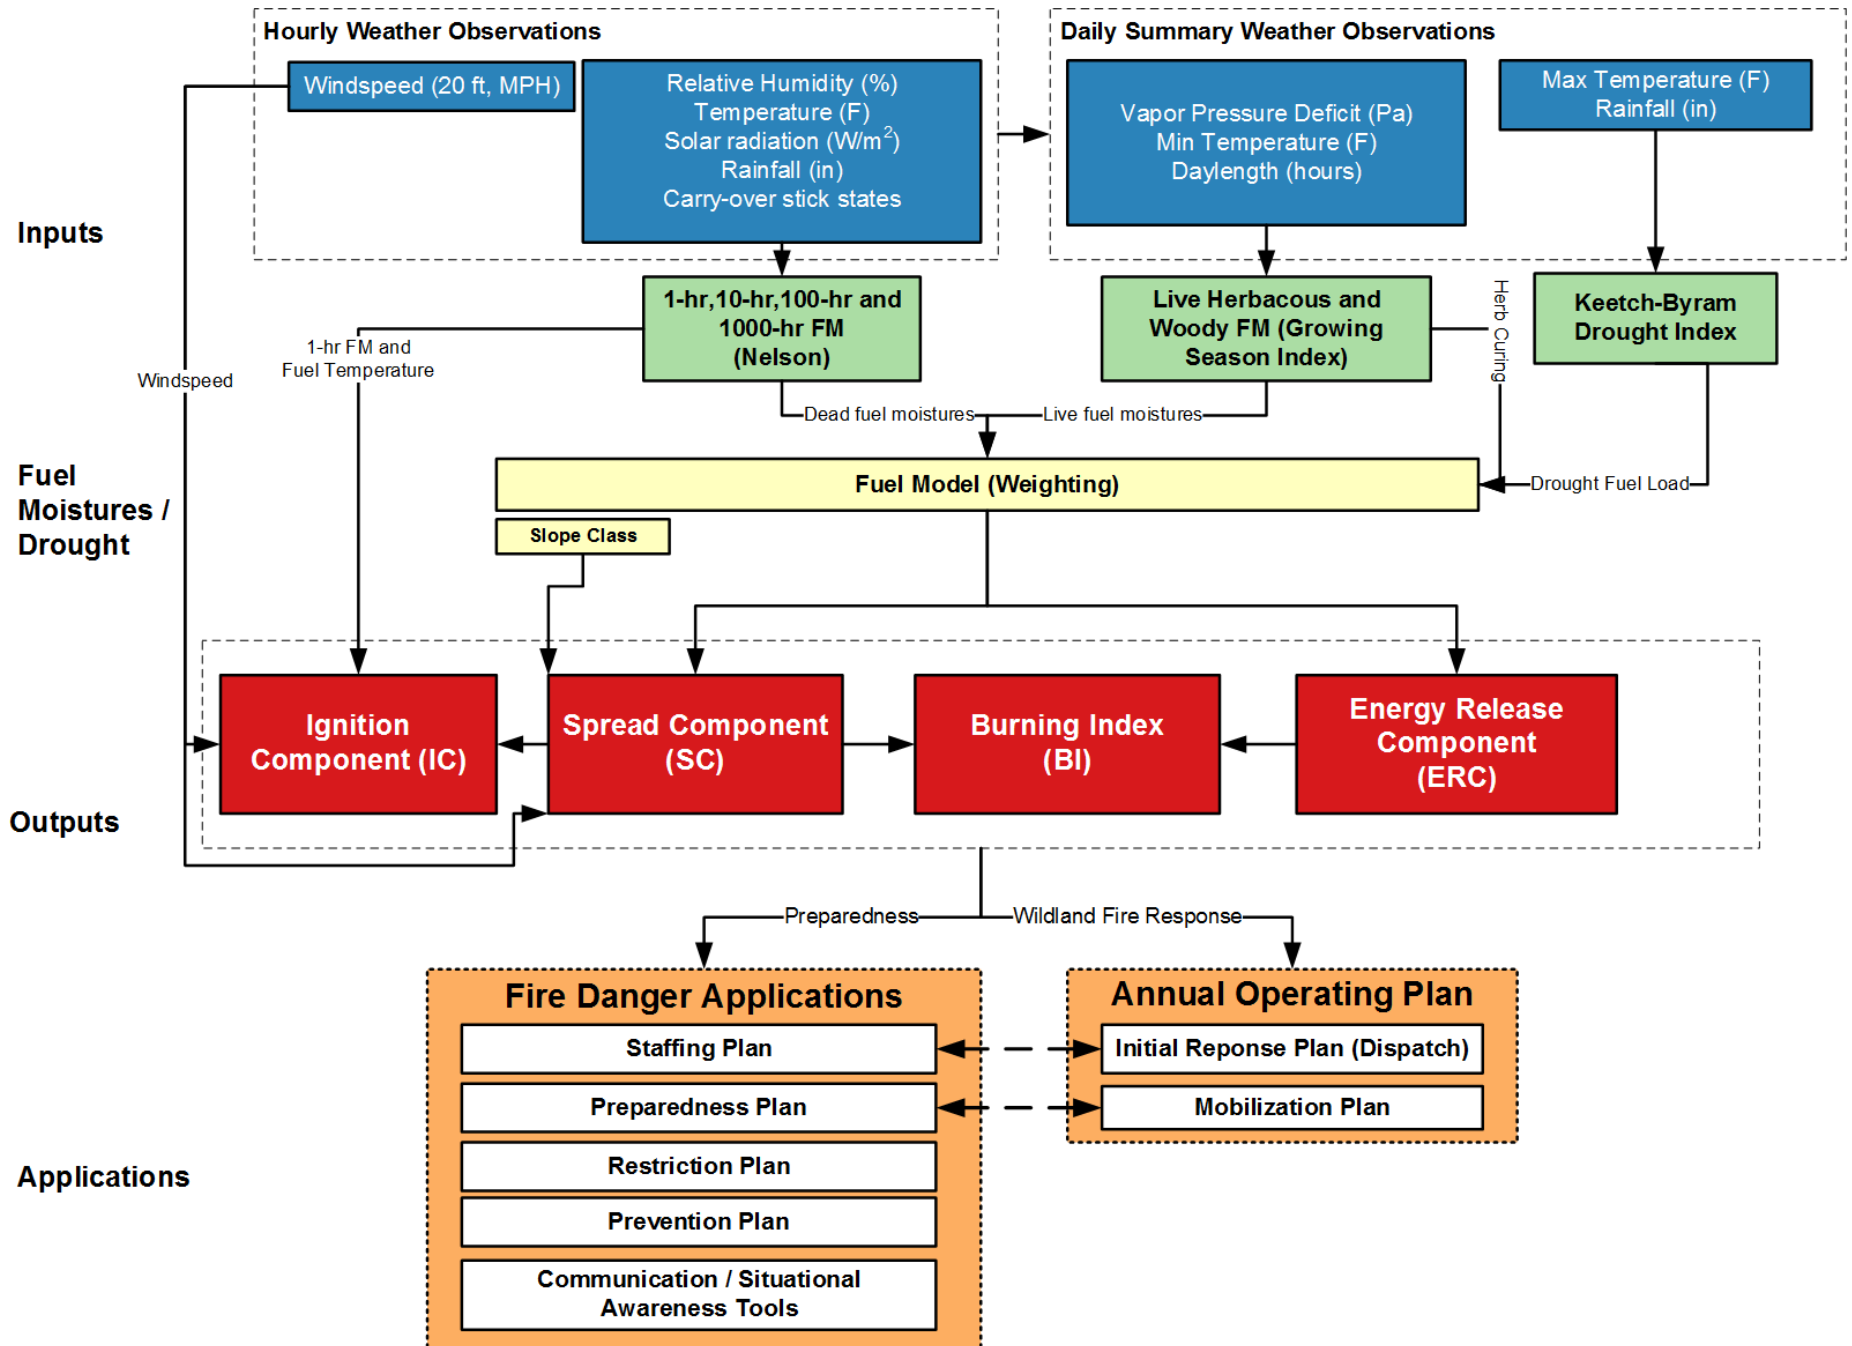 Hourly Weather Observations
Daily Summary Weather Observations
Windspeed (20 ft, MPH)
Relative Humidity (%)
Temperature (F)
Solar radiation (W/m²)
Rainfall (in)
Carry-over stick states
Vapor Pressure Deficit (Pa)
Min Temperature (F)
Daylength (hours)
Max Temperature (F)
Rainfall (in)
Inputs
1-hr,10-hr,100-hr and
1000-hr FM
(Nelson)
Live Herbacous and
Woody FM (Growing
Season Index)
Herb Curing
Keetch-Byram
Drought Index
1-hr FM and
Fuel Temperature
Windspeed
Dead fuel moistures
Live fuel moistures
Fuel
Moistures /
Drought
Fuel Model (Weighting)
Drought Fuel Load
Slope Class
Ignition
Component (IC)
Spread Component
(SC)
Burning Index
(BI)
Energy Release
Component
(ERC)
Outputs
Preparedness
Wildland Fire Response
Fire Danger Applications
Staffing Plan
Preparedness Plan
Restriction Plan
Prevention Plan
Communication / Situational
Awareness Tools
Annual Operating Plan
Initial Reponse Plan (Dispatch)
Mobilization Plan
Applications